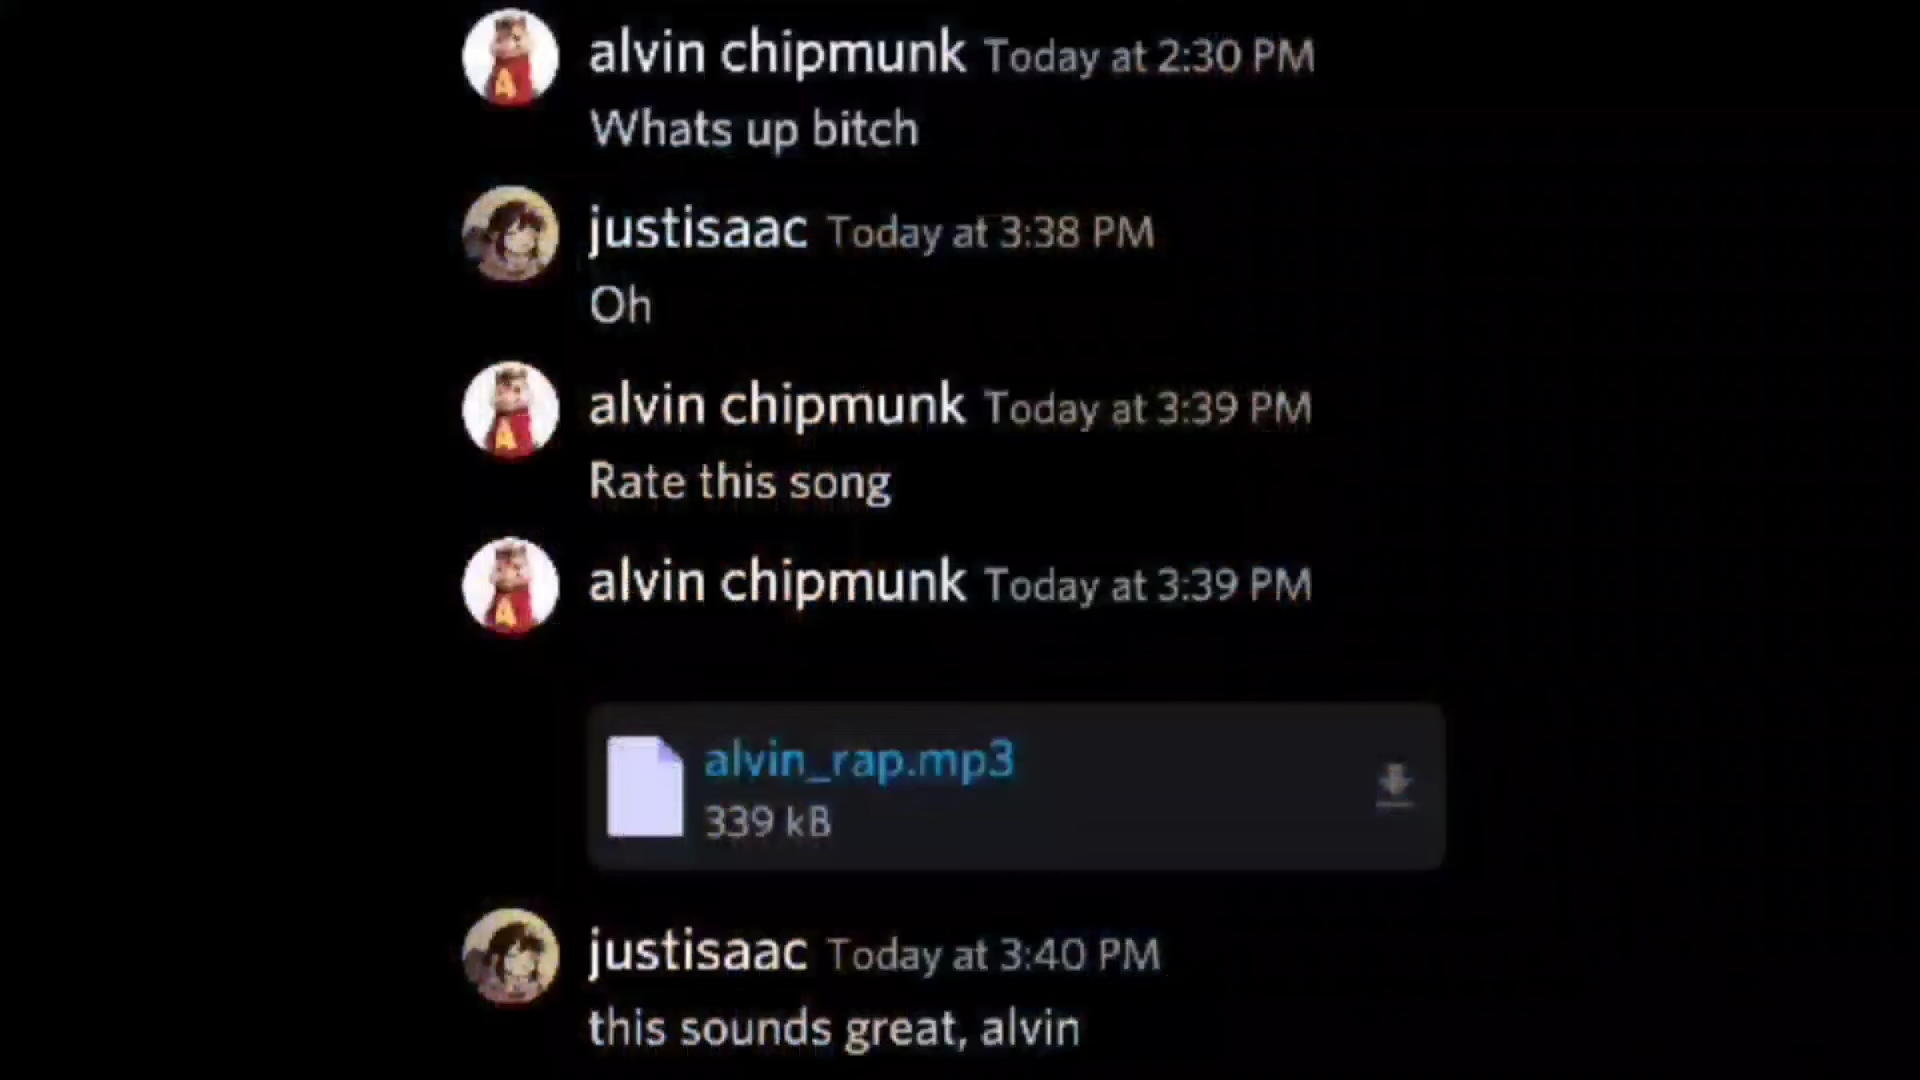 alvin chipmunk Today at 2:30 PM
Whats up bitch
justisaac Today at 3:38 PM
Oh
alvin chipmunk Today at 3:39 PM
Rate this song
alvin chipmunk Today at 3:39 PM
alvin_rap.mp3
339 kB
justisaac Today at 3:40 PM
this sounds great, alvin